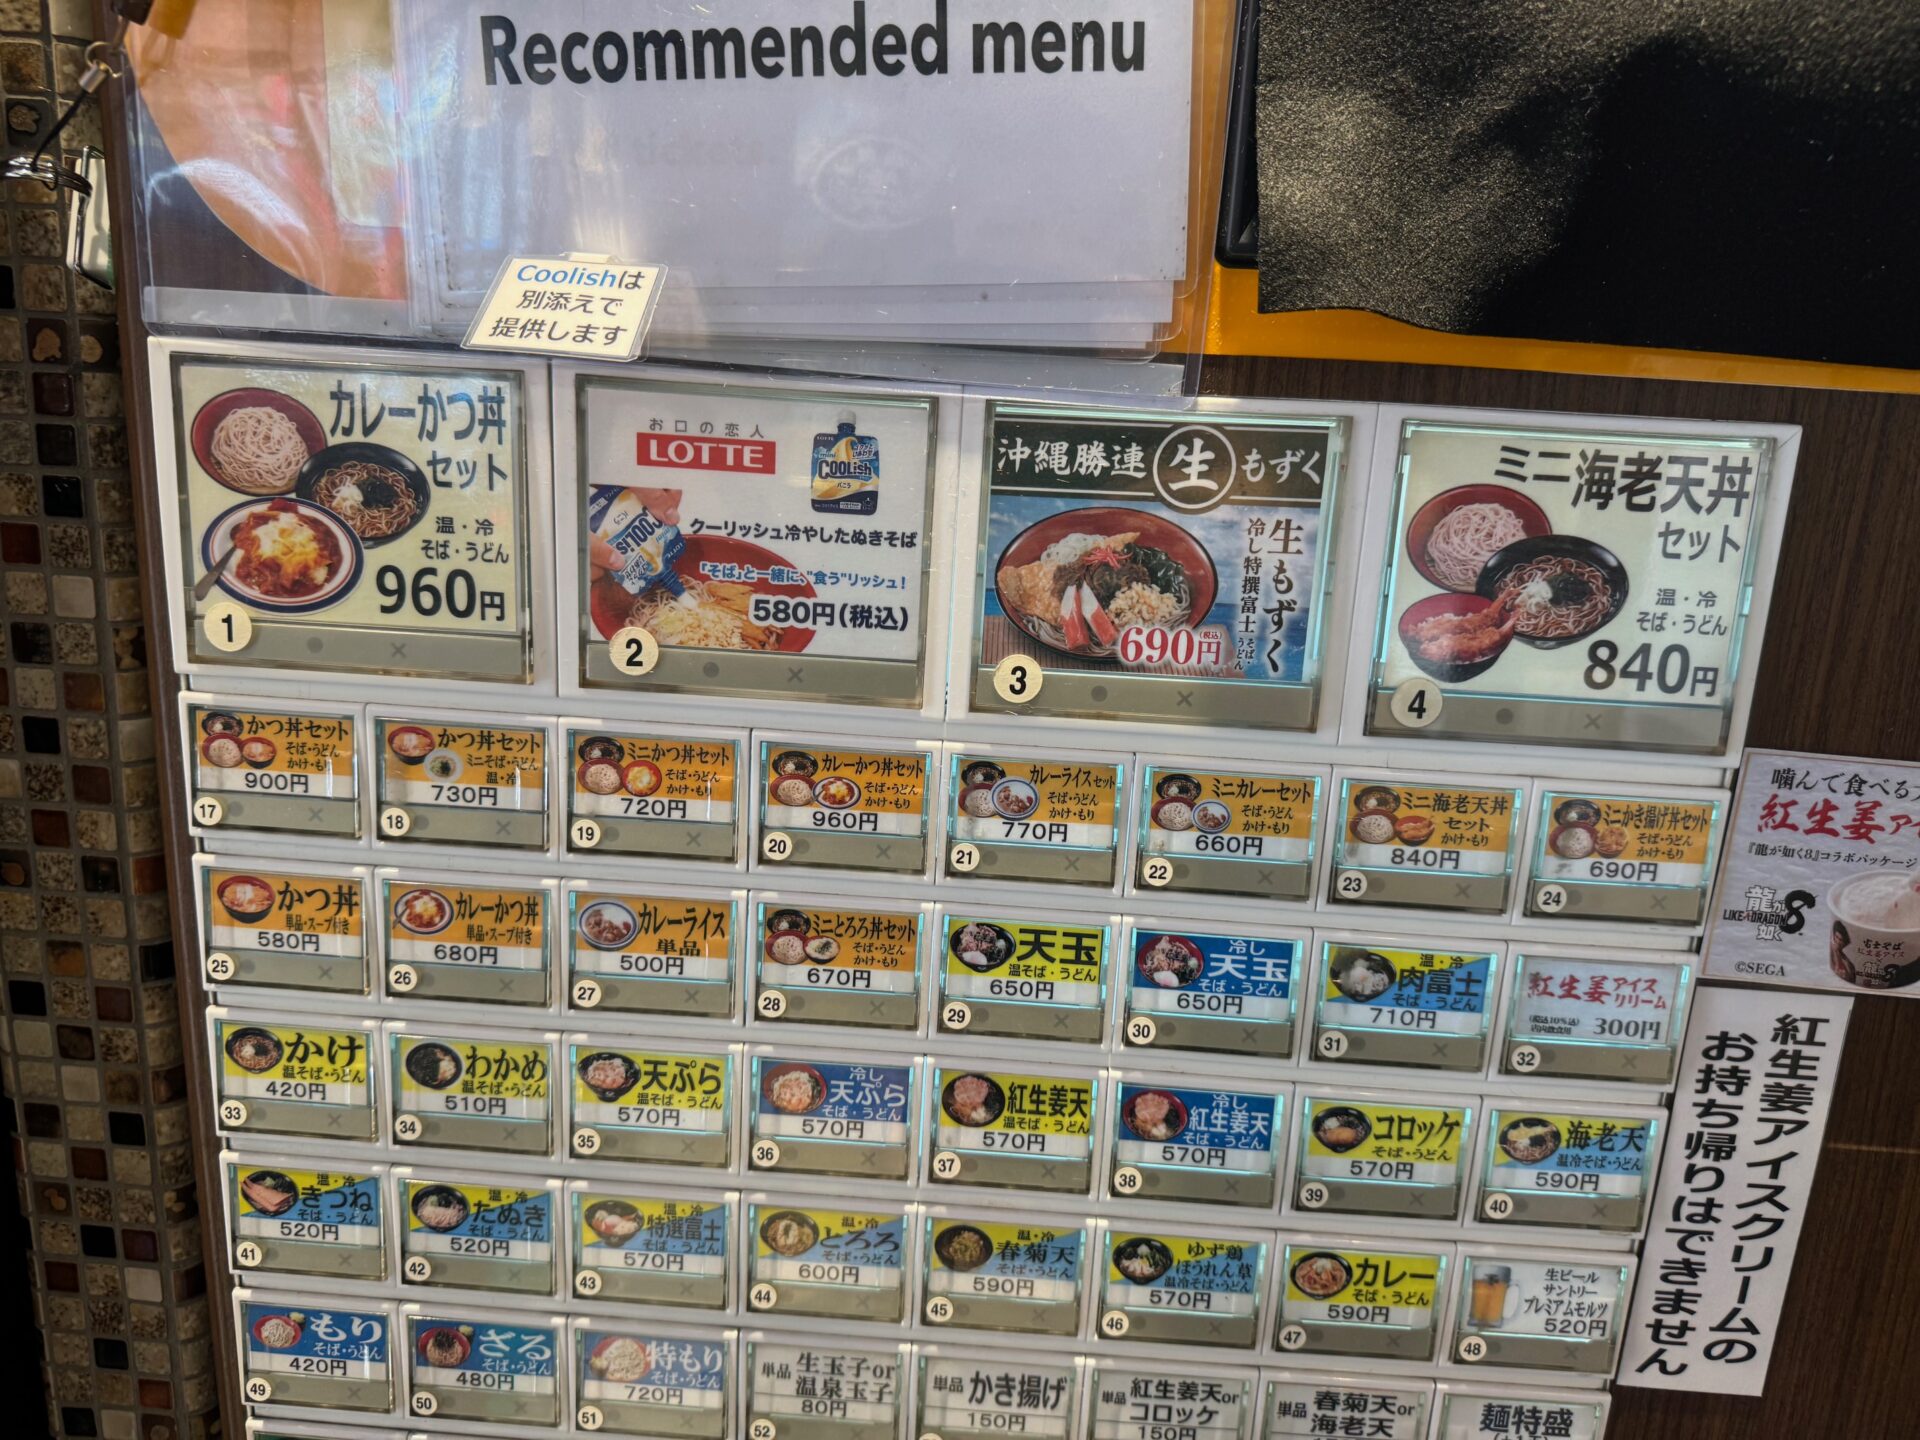 Recommended menu
Coolishは
別添えで
提供します
カレーかつ丼
セット
温・冷
そば・うどん
960円
1
お口の恋人
LOTTE
COOLISH
バニラ
クーリッシュ冷やしたぬきそば
「そば」と一緒に、"食う"リッシュ!
580円(税込)
2
沖縄勝連 生 もずく
生もずく
冷し特撰富士 そば・うどん
690円(税込)
3
ミニ海老天丼
セット
温・冷
そば・うどん
840円
4
かつ丼セット
そば・うどん
かけ・もり
900円
17
かつ丼セット
ミニそば・うどん
温・冷
730円
18
ミニかつ丼セット
そば・うどん
かけ・もり
720円
19
カレーかつ丼セット
そば・うどん
かけ・もり
960円
20
カレーライスセット
そば・うどん
かけ・もり
770円
21
ミニカレーセット
そば・うどん
かけ・もり
660円
22
ミニ海老天丼
セット
かけ・もり
840円
23
ミニかき揚げ丼セット
そば・うどん
かけ・もり
690円
24
かつ丼
単品・スープ付き
580円
25
カレーかつ丼
単品・スープ付き
680円
26
カレーライス
単品
500円
27
ミニとろろ丼セット
そば・うどん
かけ・もり
670円
28
天玉
温そば・うどん
650円
29
冷し
天玉
そば・うどん
650円
30
温・冷
肉富士
そば・うどん
710円
31
紅生姜アイスクリーム
300円
32
かけ
温そば・うどん
420円
33
わかめ
温そば・うどん
510円
34
天ぷら
温そば・うどん
570円
35
冷し
天ぷら
そば・うどん
570円
36
紅生姜天
温そば・うどん
570円
37
冷し
紅生姜天
そば・うどん
570円
38
コロッケ
そば・うどん
570円
39
海老天
温冷そば・うどん
590円
40
温・冷
きつね
そば・うどん
520円
41
温・冷
たぬき
そば・うどん
520円
42
温・冷
特選富士
そば・うどん
570円
43
温・冷
とろろ
そば・うどん
600円
44
温・冷
春菊天
そば・うどん
590円
45
ゆず鶏
ほうれん草
温冷そば・うどん
570円
46
カレー
そば・うどん
590円
47
生ビール
サントリー
プレミアムモルツ
520円
48
もり
そば・うどん
420円
49
ざる
そば・うどん
480円
50
特もり
そば・うどん
720円
51
単品 生玉子or
温泉玉子
80円
52
単品 かき揚げ
150円
単品 紅生姜天or
コロッケ
150円
単品 春菊天or
海老天
麺特盛
噛んで食べる
紅生姜ア
『龍が如く8』コラボパッケージ
龍が如く8
LIKE A DRAGON
©SEGA
富士そば
紅生姜アイスクリームの
お持ち帰りはできません